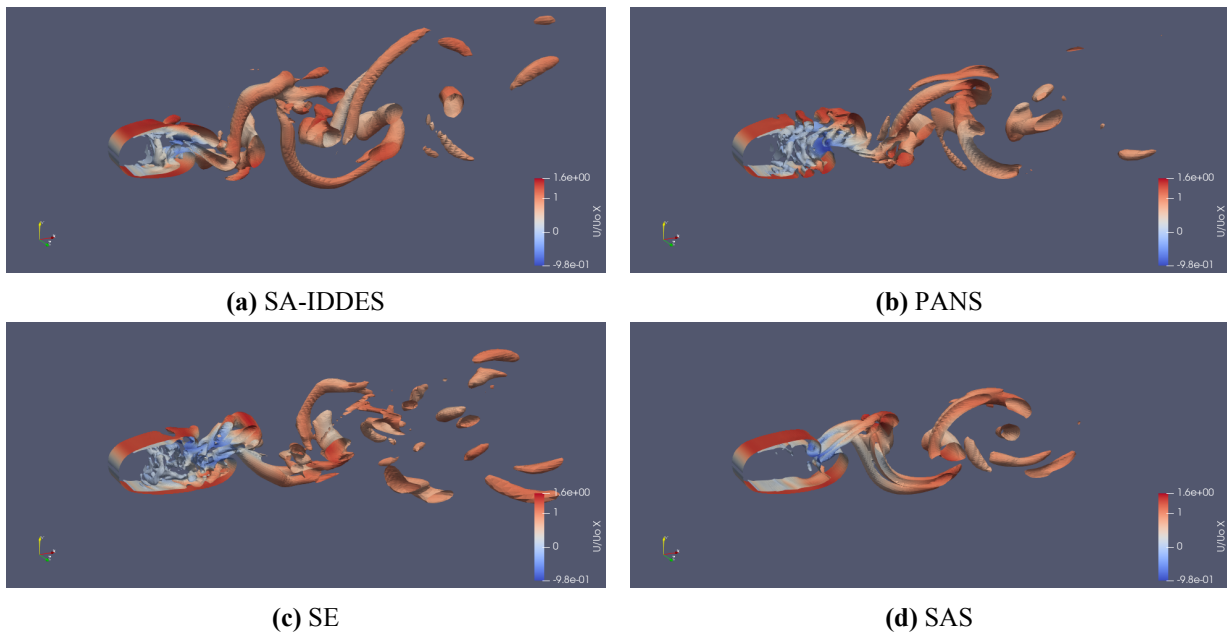 1.6e+00
1
0
-9.8e-01
U/Uo X
1.6e+00
1
0
-9.8e-01
U/Uo X
(a) SA-IDDES
(b) PANS
1.6e+00
1
0
-9.8e-01
U/Uo X
1.6e+00
1
0
-9.8e-01
U/Uo X
(c) SE
(d) SAS